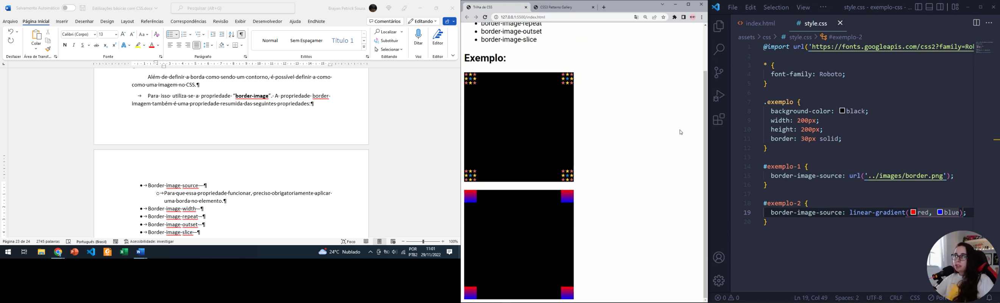 Salvamento Automático
Estilizações básicas com CSS.docx
Pesquisar (Alt+G)
Brayan Petrick Souza
Arquivo Página Inicial Inserir Desenhar Design Layout Referências Correspondências Revisão Exibir Desenvolvedor Ajuda EndNote
Comentários Editando
Colar
Calibri (Corpo) 13
Normal Sem Espaçamer Título 1
Localizar
Substituir
Selecionar
Ditar
Editor
Desfazer Área de Transf... Fonte Parágrafo Estilos Editando Voz Editor
Além·de·definir·a·borda·como·sendo·um·contorno,·é·possível·definir·a·como·
como·uma·imagem·no·CSS.¶
→ Para· isso· utiliza-se· a· propriedade· “border-image”.· A· propriedade· border-
imagem·também·é·uma·propriedade·resumida·das·seguintes·propriedades:¶
•→Border-image-source·–·¶
o→Para·que·essa·propriedade·funcionar,·preciso·obrigatoriamente·aplicar·
uma·borda·no·elemento.¶
•→Border-image-width·–¶
•→Border-image-repeat·–¶
•→Border-image-outset·–¶
•→Border-image-slice·–¶
Página 23 de 24 2745 palavras Português (Brasil) Acessibilidade: investigar Foco 100%
24°C Nublado
POR
PTB2
11:01
29/11/2022
Trilha de CSS
CSS3 Patterns Gallery
127.0.0.1:5500/index.html
• border-image-repeat
• border-image-outset
• border-image-slice
Exemplo:
File Edit Selection View ···
style.css - exemplo-css - ...
index.html
# style.css
assets > css > # style.css > #exemplo-2
1 @import url('https://fonts.googleapis.com/css2?family=Rol
2
3 * {
4 font-family: Roboto;
5 }
6
7 .exemplo {
8 background-color: black;
9 width: 200px;
10 height: 200px;
11 border: 30px solid;
12 }
13
14 #exemplo-1 {
15 border-image-source: url('../images/border.png');
16 }
17
18 #exemplo-2 {
19 border-image-source: linear-gradient(red, blue);
20 }
0 0 Ln 19, Col 49 Spaces: 2 UTF-8 CRLF CSS